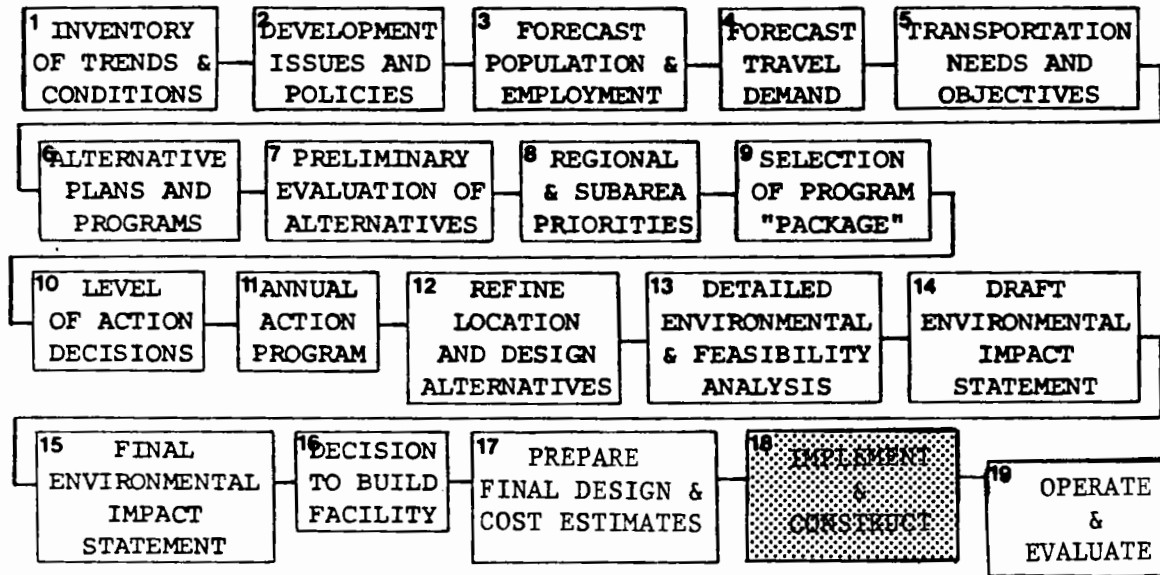 1 INVENTORY
OF TRENDS &
CONDITIONS
2 DEVELOPMENT
ISSUES AND
POLICIES
3 FORECAST
POPULATION &
EMPLOYMENT
4 FORECAST
TRAVEL
DEMAND
5 TRANSPORTATION
NEEDS AND
OBJECTIVES
6 ALTERNATIVE
PLANS AND
PROGRAMS
7 PRELIMINARY
EVALUATION OF
ALTERNATIVES
8 REGIONAL
& SUBAREA
PRIORITIES
9 SELECTION
OF PROGRAM
"PACKAGE"
10 LEVEL
OF ACTION
DECISIONS
11 ANNUAL
ACTION
PROGRAM
12 REFINE
LOCATION
AND DESIGN
ALTERNATIVES
13 DETAILED
ENVIRONMENTAL
& FEASIBILITY
ANALYSIS
14 DRAFT
ENVIRONMENTAL
IMPACT
STATEMENT
15 FINAL
ENVIRONMENTAL
IMPACT
STATEMENT
16 DECISION
TO BUILD
FACILITY
17 PREPARE
FINAL DESIGN &
COST ESTIMATES
18 IMPLEMENT
&
CONSTRUCT
19 OPERATE
&
EVALUATE